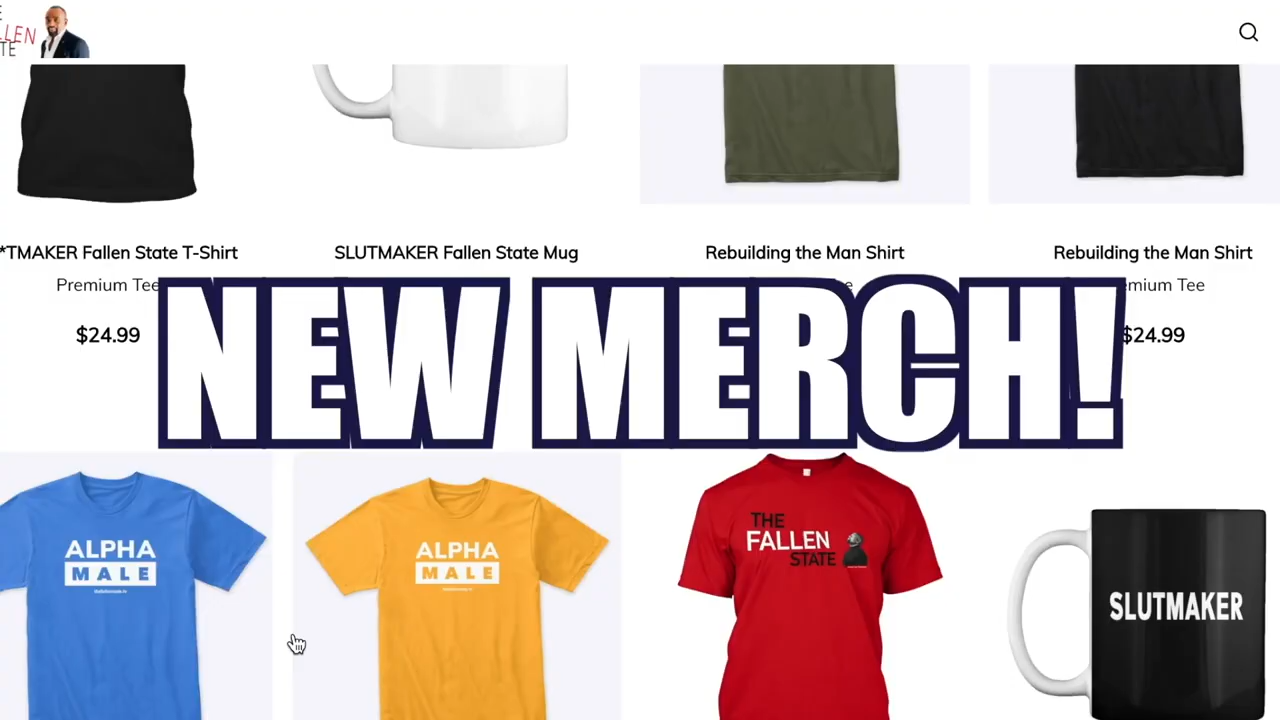 E
LLEN
TE
*TMAKER Fallen State T-Shirt
SLUTMAKER Fallen State Mug
Rebuilding the Man Shirt
Rebuilding the Man Shirt
Premium Tee
e
emium Tee
$24.99
$24.99
NEW MERCH!
ALPHA
MALE
ALPHA
MALE
THE
FALLEN
STATE
SLUTMAKER